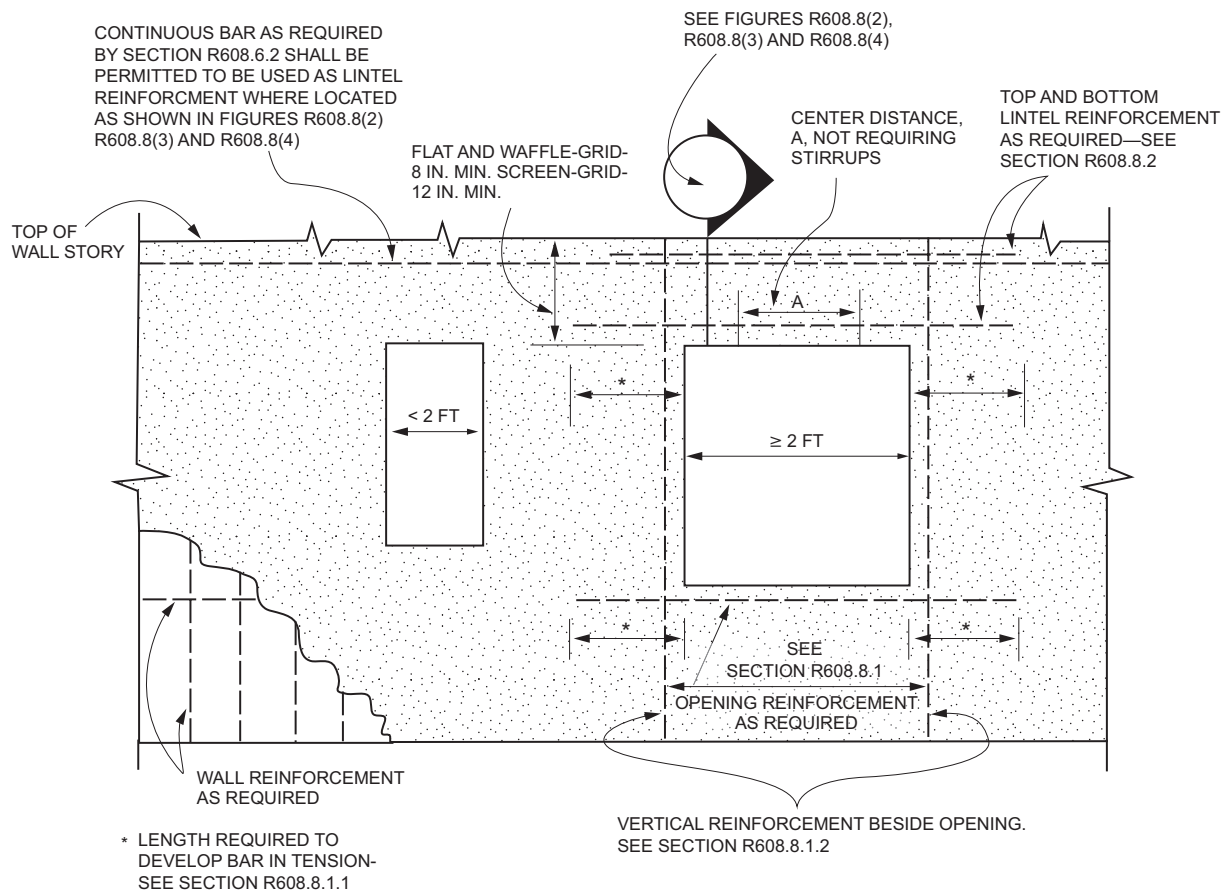 CONTINUOUS BAR AS REQUIRED
BY SECTION R608.6.2 SHALL BE
PERMITTED TO BE USED AS LINTEL
REINFORCMENT WHERE LOCATED
AS SHOWN IN FIGURES R608.8(2)
R608.8(3) AND R608.8(4)
SEE FIGURES R608.8(2),
R608.8(3) AND R608.8(4)
FLAT AND WAFFLE-GRID-
8 IN. MIN. SCREEN-GRID-
12 IN. MIN.
CENTER DISTANCE,
A, NOT REQUIRING
STIRRUPS
TOP AND BOTTOM
LINTEL REINFORCEMENT
AS REQUIRED—SEE
SECTION R608.8.2
TOP OF
WALL STORY
A
*
*
< 2 FT
≥ 2 FT
*
*
SEE
SECTION R608.8.1
OPENING REINFORCEMENT
AS REQUIRED
WALL REINFORCEMENT
AS REQUIRED
VERTICAL REINFORCEMENT BESIDE OPENING.
SEE SECTION R608.8.1.2
* LENGTH REQUIRED TO
DEVELOP BAR IN TENSION-
SEE SECTION R608.8.1.1